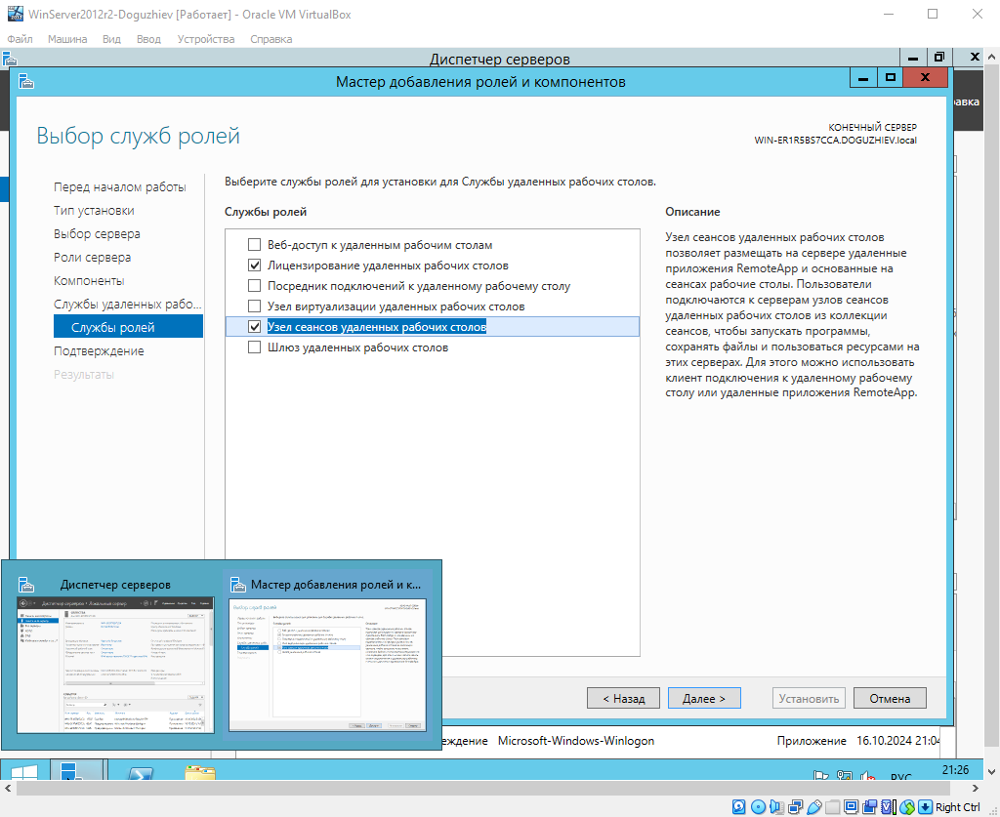 WinServer2012r2-Doguzhiev [Работает] - Oracle VM VirtualBox
Файл Машина Вид Ввод Устройства Справка
Диспетчер серверов
Мастер добавления ролей и компонентов
авка
Выбор служб ролей
КОНЕЧНЫЙ СЕРВЕР
WIN-ER1R5BS7CCA.DOGUZHIEV.local
Перед началом работы
Тип установки
Выбор сервера
Роли сервера
Компоненты
Службы удаленных рабо...
Службы ролей
Подтверждение
Результаты
Выберите службы ролей для установки для Службы удаленных рабочих столов.
Службы ролей
Веб-доступ к удаленным рабочим столам
Лицензирование удаленных рабочих столов
Посредник подключений к удаленному рабочему столу
Узел виртуализации удаленных рабочих столов
Узел сеансов удаленных рабочих столов
Шлюз удаленных рабочих столов
Описание
Узел сеансов удаленных рабочих столов
позволяет размещать на сервере удаленные
приложения RemoteApp и основанные на
сеансах рабочие столы. Пользователи
подключаются к серверам узлов сеансов
удаленных рабочих столов из коллекции
сеансов, чтобы запускать программы,
сохранять файлы и пользоваться ресурсами на
этих серверах. Для этого можно использовать
клиент подключения к удаленному рабочему
столу или удаленные приложения RemoteApp.
Диспетчер серверов
Мастер добавления ролей и к...
< Назад Далее > Установить Отмена
еждение Microsoft-Windows-Winlogon Приложение 16.10.2024 21:04
РУС 21:26
Right Ctrl